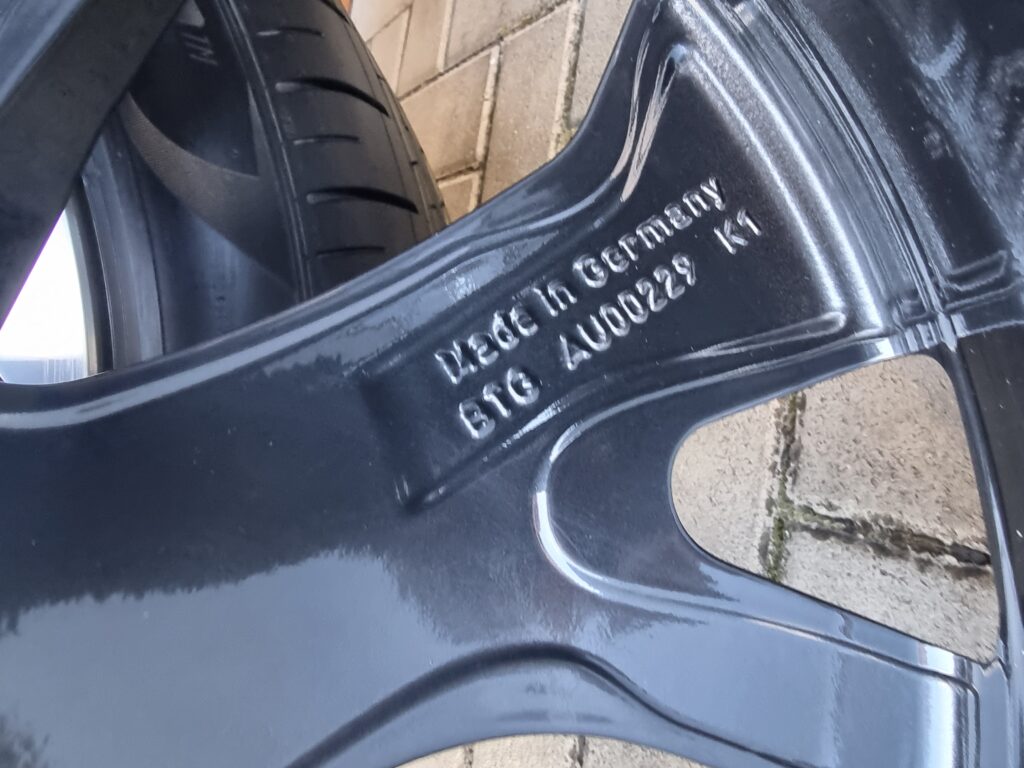 Made in Germany
BTG AU00229 K1